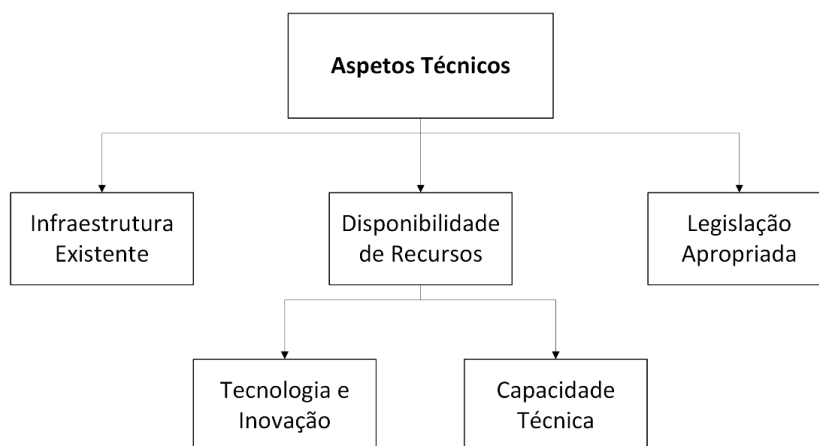 Aspetos Técnicos
Infraestrutura
Existente
Disponibilidade
de Recursos
Legislação
Apropriada
Tecnologia e
Inovação
Capacidade
Técnica